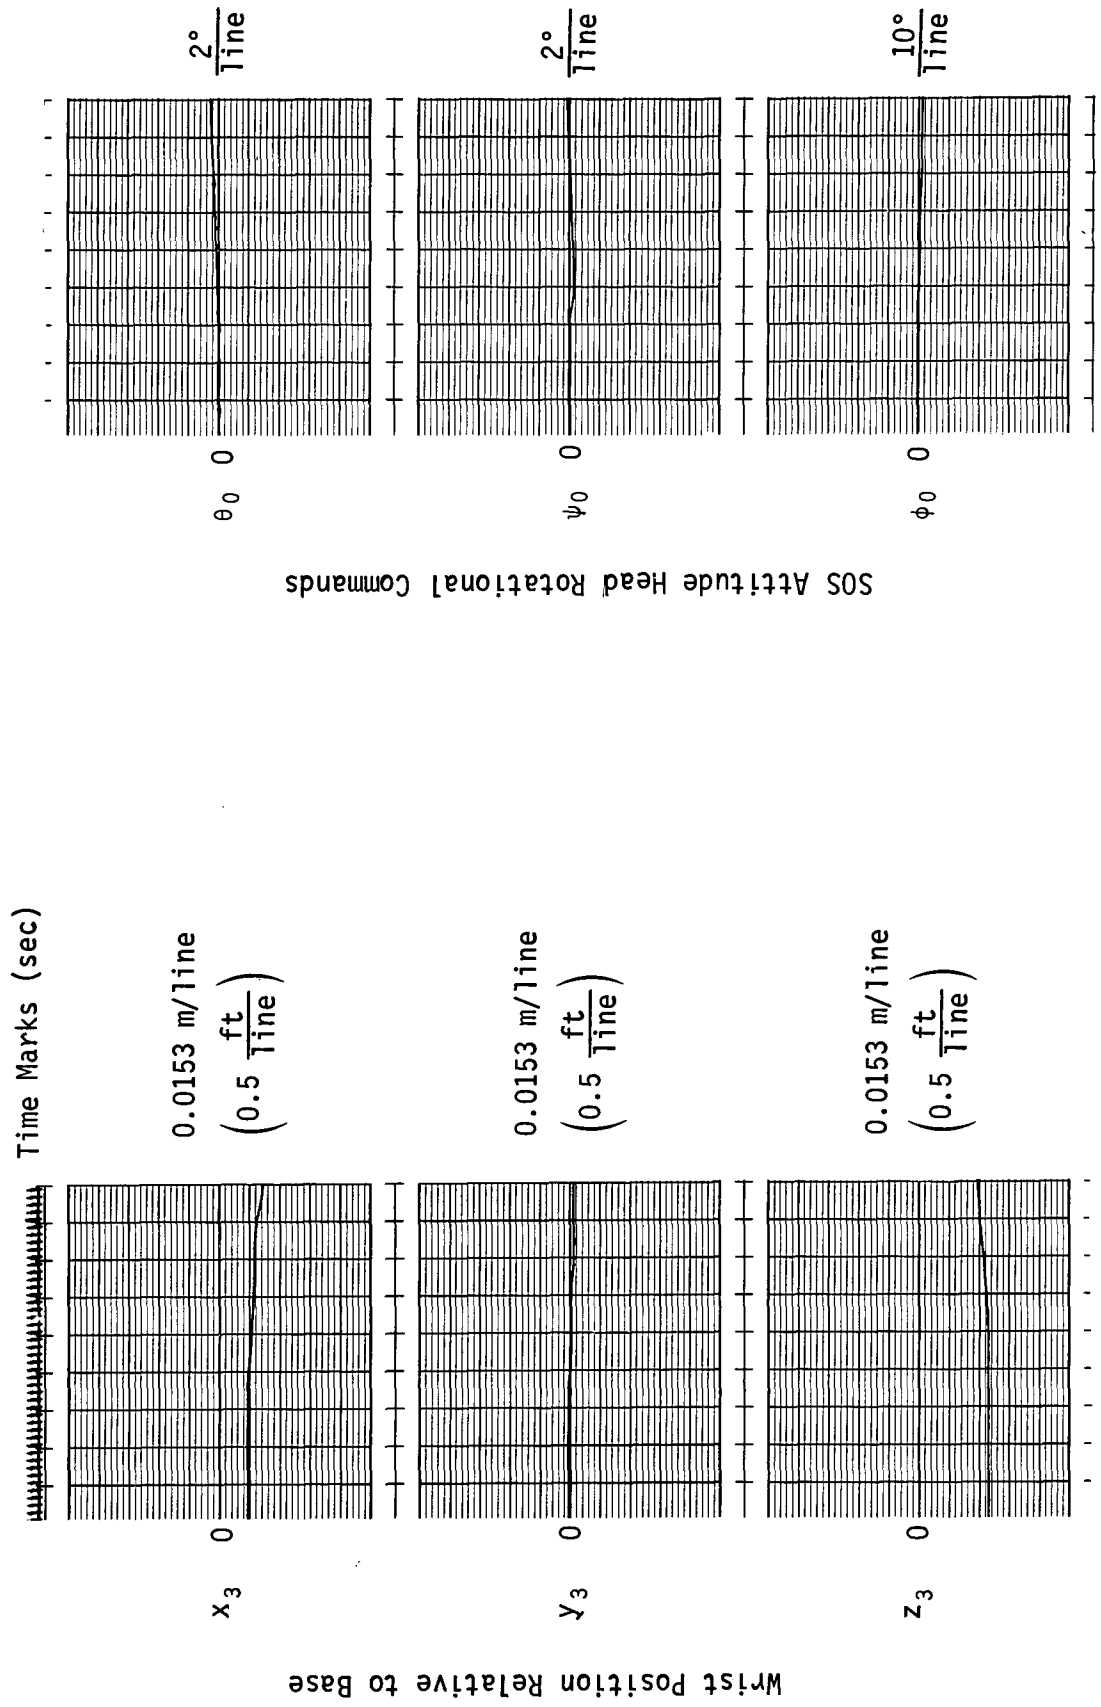 Time Marks (sec)
Wrist Position Relative to Base
x₃
0
0.0153 m/line
(0.5 ft/line)
y₃
0
0.0153 m/line
(0.5 ft/line)
z₃
0
0.0153 m/line
(0.5 ft/line)
SOS Attitude Head Rotational Commands
θ₀
0
2°/line
ψ₀
0
2°/line
φ₀
0
10°/line